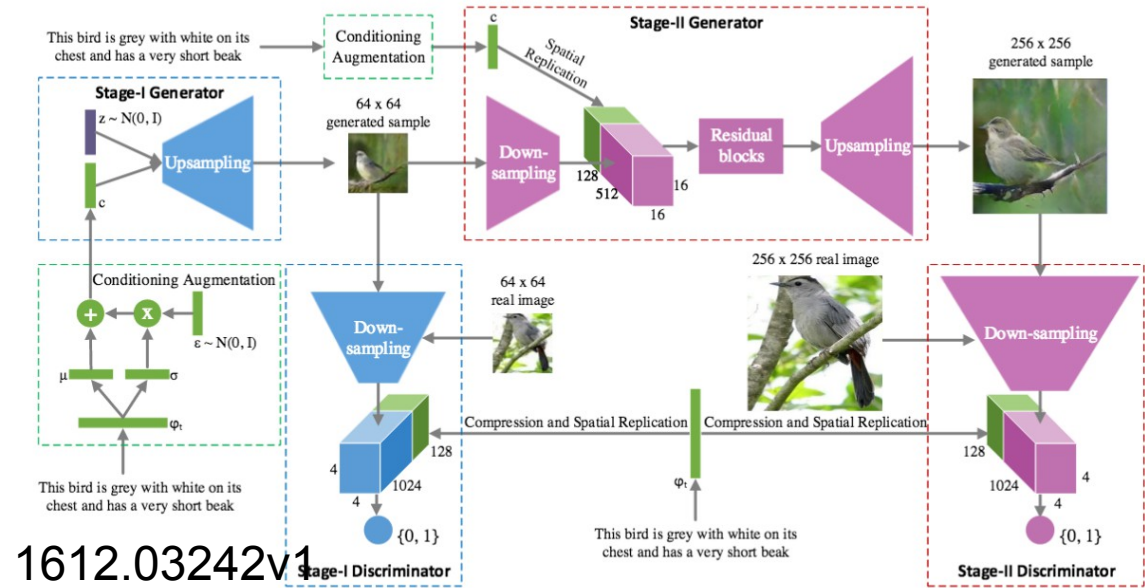 This bird is grey with white on its
chest and has a very short beak
Conditioning
Augmentation
c
Stage-II Generator
Spatial
Replication
256 x 256
generated sample
Stage-I Generator
z ~ N(0, I)
c
Upsampling
64 x 64
generated sample
Down-
sampling
128
512
16
16
Residual
blocks
Upsampling
Conditioning Augmentation
+
x
ε ~ N(0, I)
μ
σ
φt
This bird is grey with white on its
chest and has a very short beak
64 x 64
real image
Down-
sampling
256 x 256 real image
Down-sampling
Compression and Spatial Replication
Compression and Spatial Replication
128
1024
4
4
{0, 1}
φt
This bird is grey with white on its
chest and has a very short beak
128
1024
4
4
{0, 1}
Stage-I Discriminator
Stage-II Discriminator
1612.03242v1